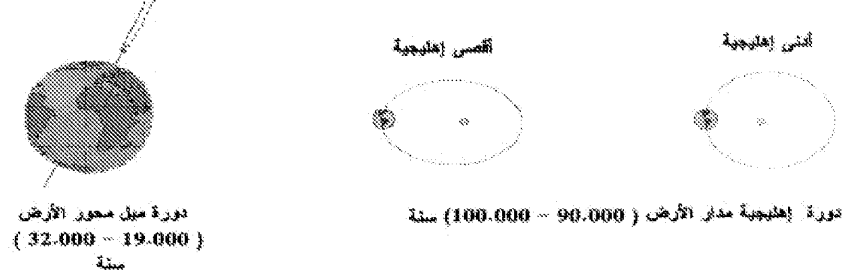 أقصى إهليجية
أدنى إهليجية
دورة إهليجية مدار الأرض ( 90.000 – 100.000) سنة
دورة ميل محور الأرض
( 19.000 – 32.000 )
سنة